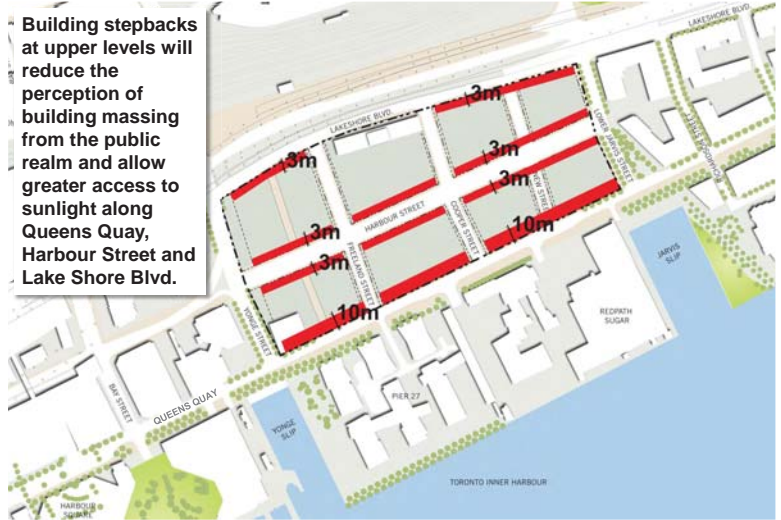 Building stepbacks
at upper levels will
reduce the
perception of
building massing
from the public
realm and allow
greater access to
sunlight along
Queens Quay,
Harbour Street and
Lake Shore Blvd.
LAKESHORE BLVD
LAKESHORE BLVD.
3m
3m
3m
3m
3m
3m
10m
10m
LOWER JARVIS STREET
NEW STREET
COOPER STREET
HARBOUR STREET
FREELAND STREET
YONGE STREET
BAY STREET
QUEENS QUAY
JARVIS
SLIP
REDPATH
SUGAR
PIER 27
YONGE
SLIP
TORONTO INNER HARBOUR
HARBOUR
SQUARE